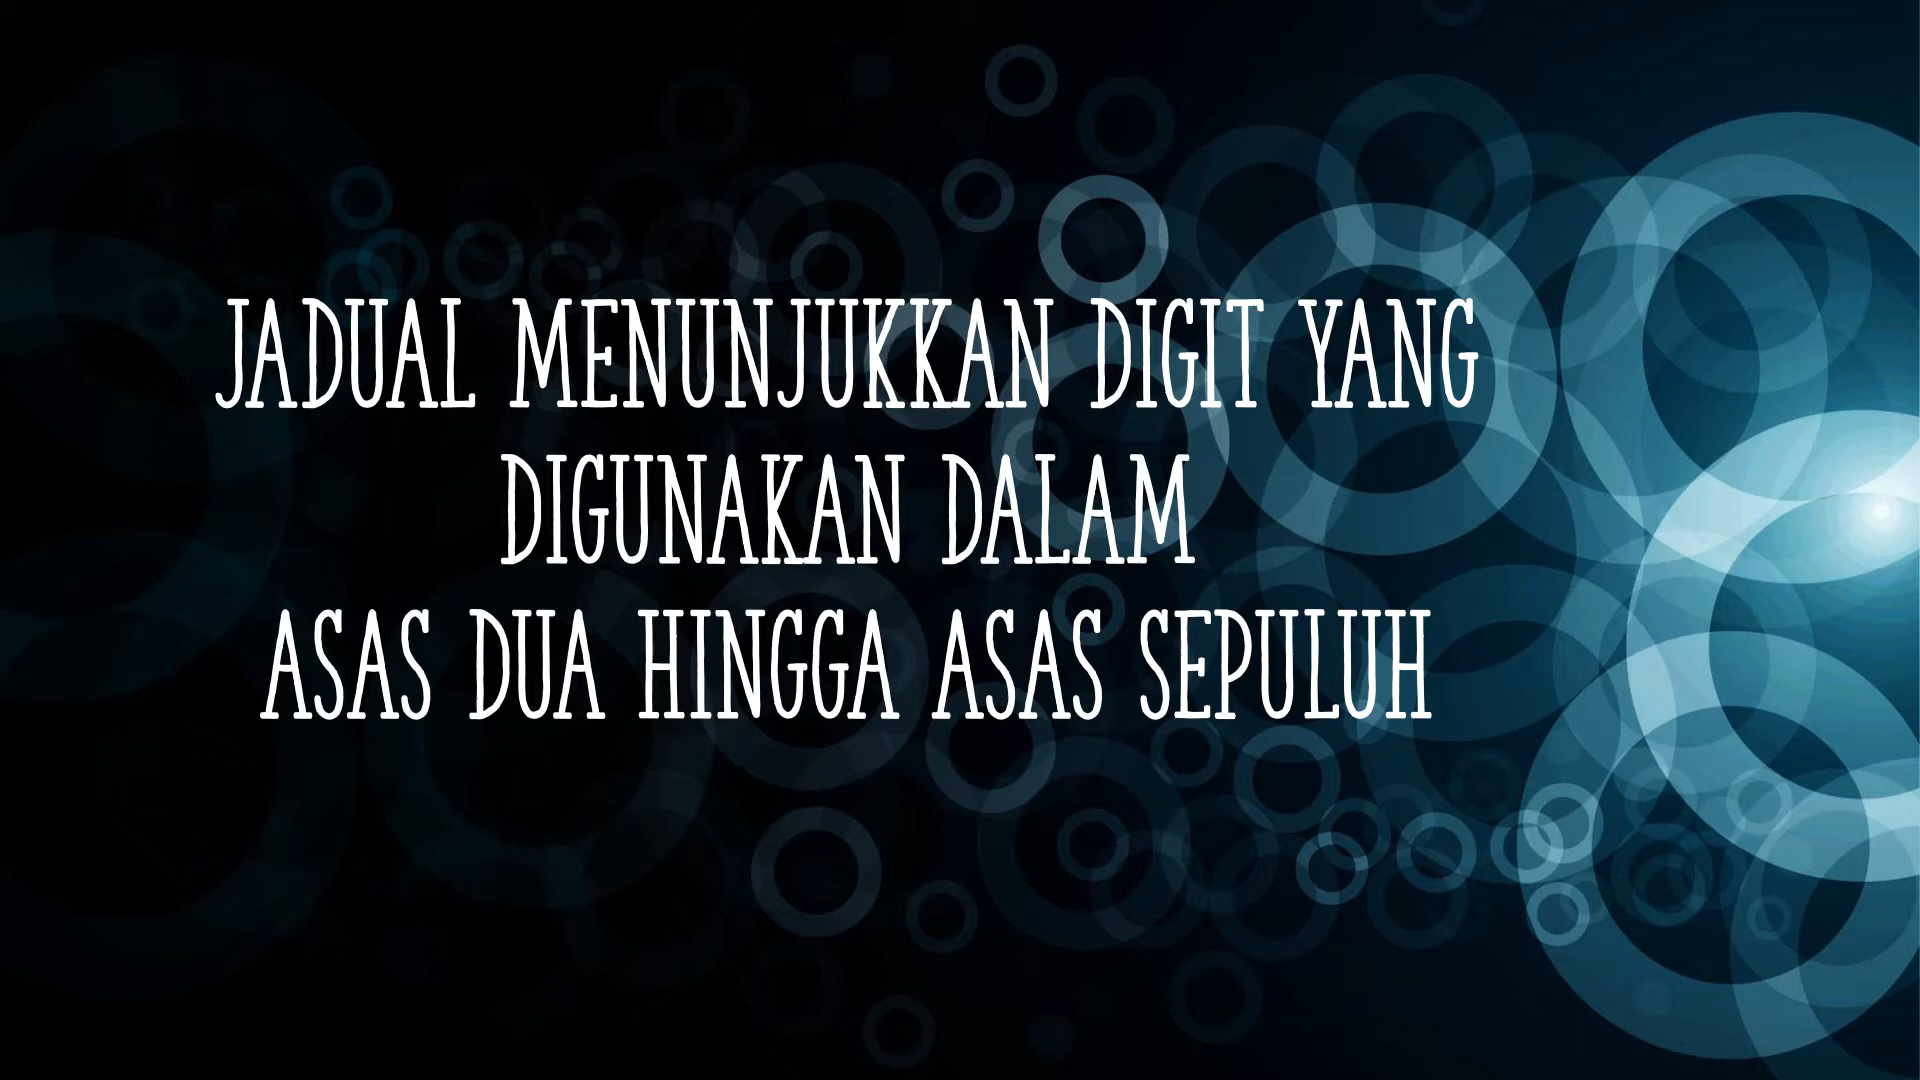 JADUAL MENUNJUKKAN DIGIT YANG
DIGUNAKAN DALAM
ASAS DUA HINGGA ASAS SEPULUH